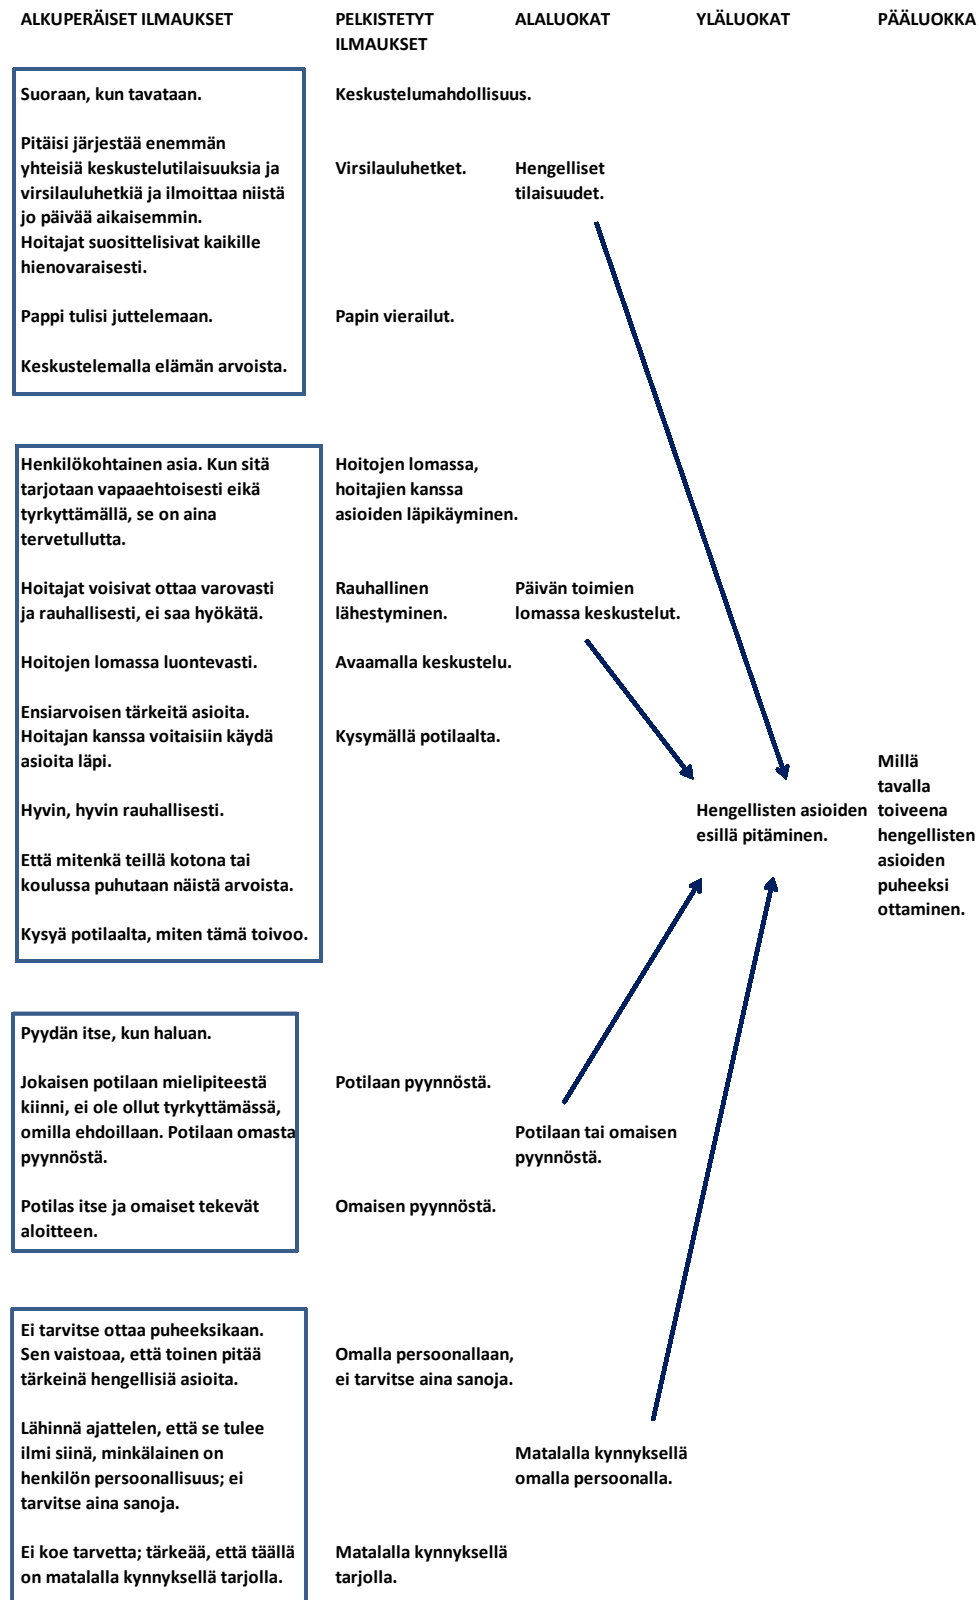 ALKUPERÄISET ILMAUKSET
PELKISTETYT
ILMAUKSET
ALALUOKAT
YLÄLUOKAT
PÄÄLUOKKA
Suoraan, kun tavataan.
Keskustelumahdollisuus.
Pitäisi järjestää enemmän
yhteisiä keskustelutilaisuuksia ja
virsilauluhetkiä ja ilmoittaa niistä
jo päivää aikaisemmin.
Hoitajat suosittelisivat kaikille
hienovaraisesti.
Virsilauluhetket.
Hengelliset
tilaisuudet.
Pappi tulisi juttelemaan.
Papin vierailut.
Keskustelemalla elämän arvoista.
Henkilökohtainen asia. Kun sitä
tarjotaan vapaaehtoisesti eikä
tyrkyttämällä, se on aina
tervetullutta.
Hoitojen lomassa,
hoitajien kanssa
asioiden läpikäyminen.
Hoitajat voisivat ottaa varovasti
ja rauhallisesti, ei saa hyökätä.
Rauhallinen
lähestyminen.
Päivän toimien
lomassa keskustelut.
Hoitojen lomassa luontevasti.
Avaamalla keskustelu.
Ensiarvoisen tärkeitä asioita.
Hoitajan kanssa voitaisiin käydä
asioita läpi.
Kysymällä potilaalta.
Hyvin, hyvin rauhallisesti.
Että mitenkä teillä kotona tai
koulussa puhutaan näistä arvoista.
Kysyä potilaalta, miten tämä toivoo.
Hengellisten asioiden
esillä pitäminen.
Millä
tavalla
toiveena
hengellisten
asioiden
puheeksi
ottaminen.
Pyydän itse, kun haluan.
Jokaisen potilaan mielipiteestä
kiinni, ei ole ollut tyrkyttämässä,
omilla ehdoillaan. Potilaan omasta
pyynnöstä.
Potilaan pyynnöstä.
Potilaan tai omaisen
pyynnöstä.
Potilas itse ja omaiset tekevät
aloitteen.
Omaisen pyynnöstä.
Ei tarvitse ottaa puheeksikaan.
Sen vaistoaa, että toinen pitää
tärkeinä hengellisiä asioita.
Omalla persoonallaan,
ei tarvitse aina sanoja.
Lähinnä ajattelen, että se tulee
ilmi siinä, minkälainen on
henkilön persoonallisuus; ei
tarvitse aina sanoja.
Matalalla kynnyksellä
omalla persoonalla.
Ei koe tarvetta; tärkeää, että täällä
on matalalla kynnyksellä tarjolla.
Matalalla kynnyksellä
tarjolla.